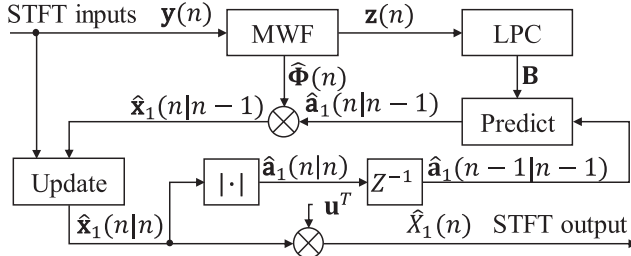 STFT inputs y(n) MWF z(n) LPC
Φ̂(n) B
x̂₁(n|n − 1) â₁(n|n − 1) Predict
Update |·| â₁(n|n) Z⁻¹ â₁(n − 1|n − 1)
x̂₁(n|n) uᵀ X̂₁(n) STFT output